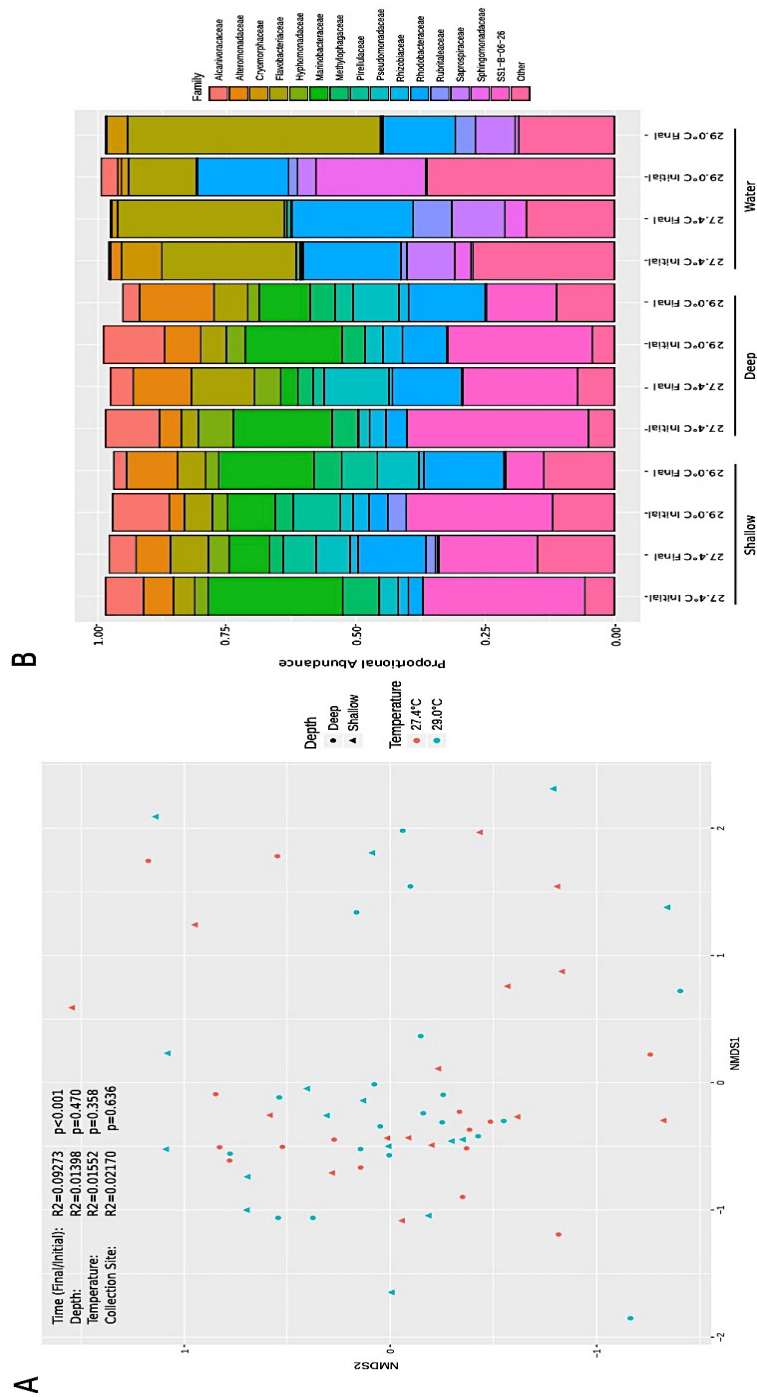 A
Time (Final/Initial): R2=0.09273 p<0.001
Depth: R2=0.01398 p=0.470
Temperature: R2=0.01552 p=0.358
Collection Site: R2=0.02170 p=0.636
1
0
-1
NMDS2
-2
-1
0
1
2
NMDS1
Depth
Deep
Shallow
Temperature
27.4°C
29.0°C
B
Proportional Abundance
1.00
0.75
0.50
0.25
0.00
27.4°C Initial
27.4°C Final
29.0°C Initial
29.0°C Final
27.4°C Initial
27.4°C Final
29.0°C Initial
29.0°C Final
27.4°C Initial
27.4°C Final
29.0°C Initial
29.0°C Final
Shallow
Deep
Water
Family
Alcanivoracaceae
Alteromonadaceae
Cryomorphaceae
Flavobacteriaceae
Hyphomonadaceae
Marinobacteraceae
Methylophagaceae
Pirellulaceae
Pseudomonadaceae
Rhizobiaceae
Rhodobacteraceae
Rubritaleaceae
Saprospiraceae
Sphingomonadaceae
SS1-B-06-26
Other